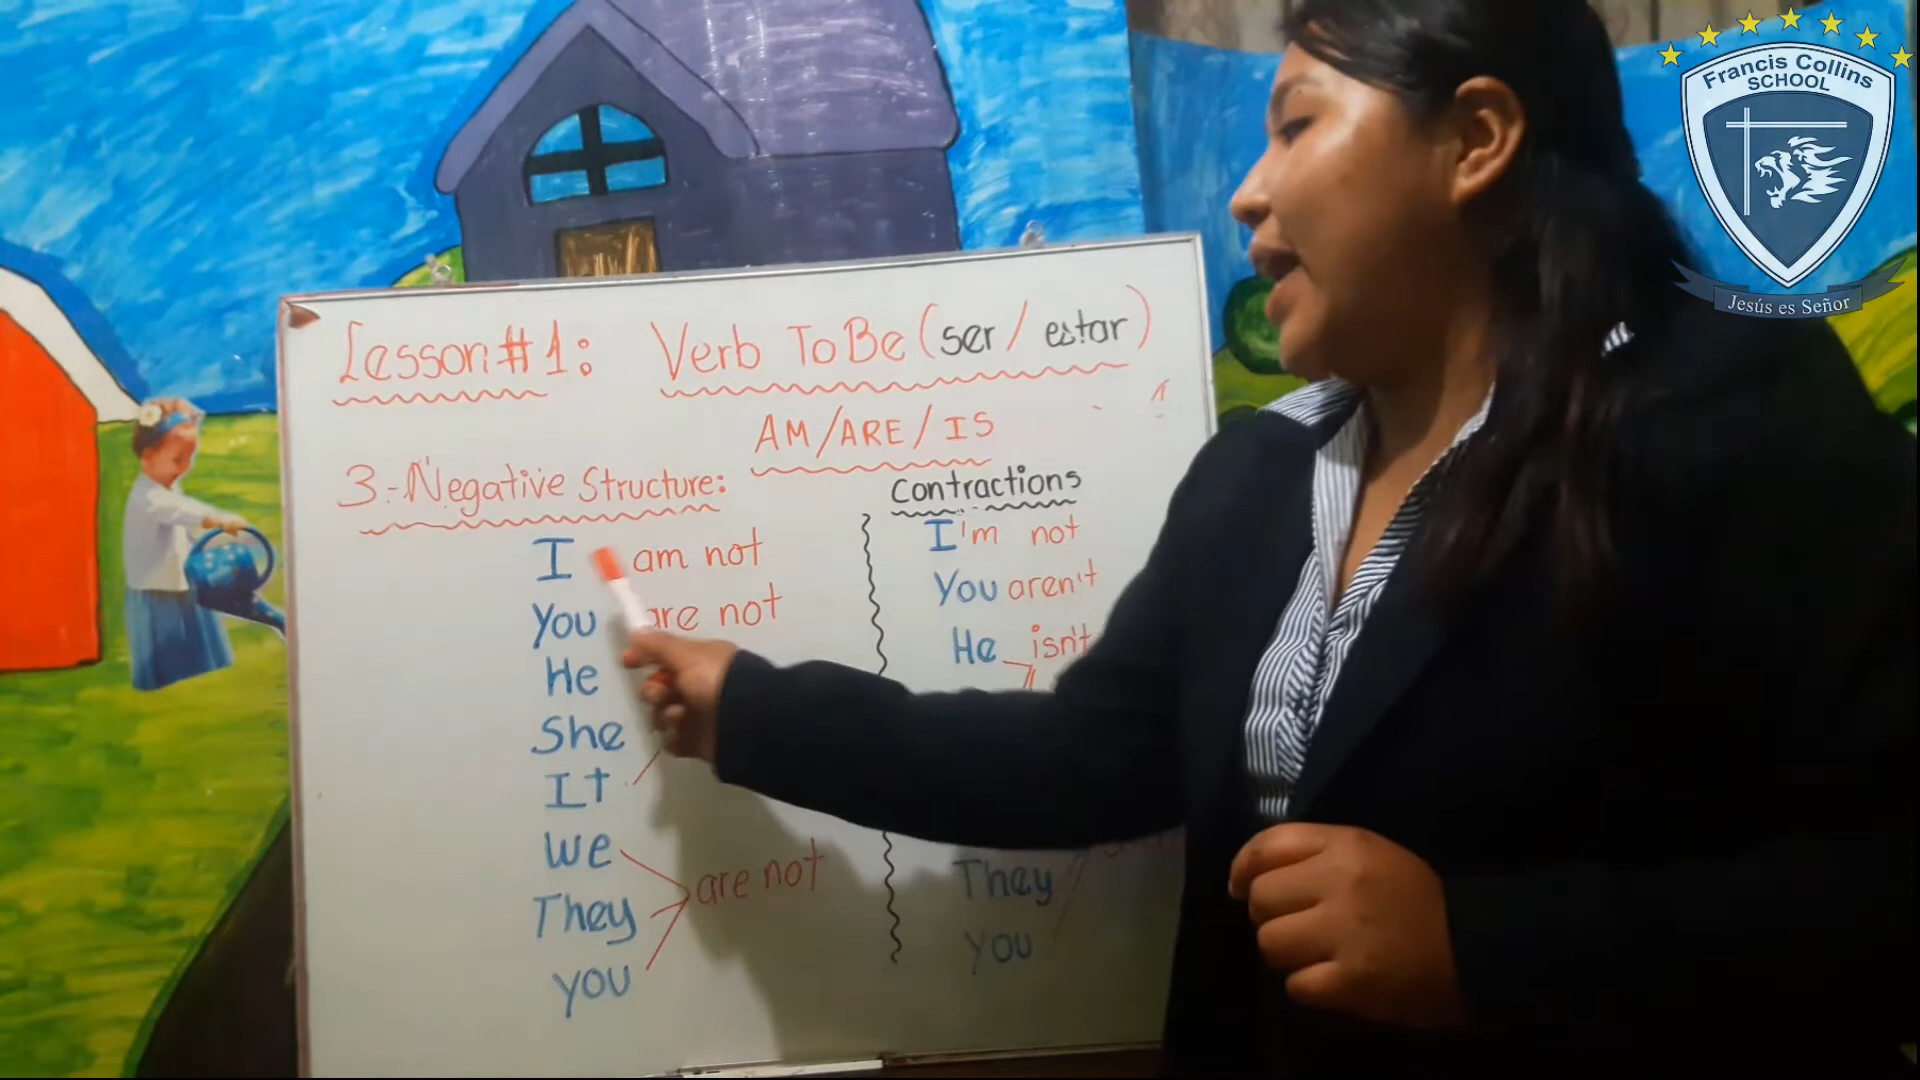 Francis Collins
SCHOOL
Jesús es Señor
Lesson #1: Verb To Be (ser / estar)
AM/ARE/IS
3.- Negative Structure:
I am not
You are not
He
She
It
We
They are not
you
Contractions
I'm not
You aren't
He isn't
They
you